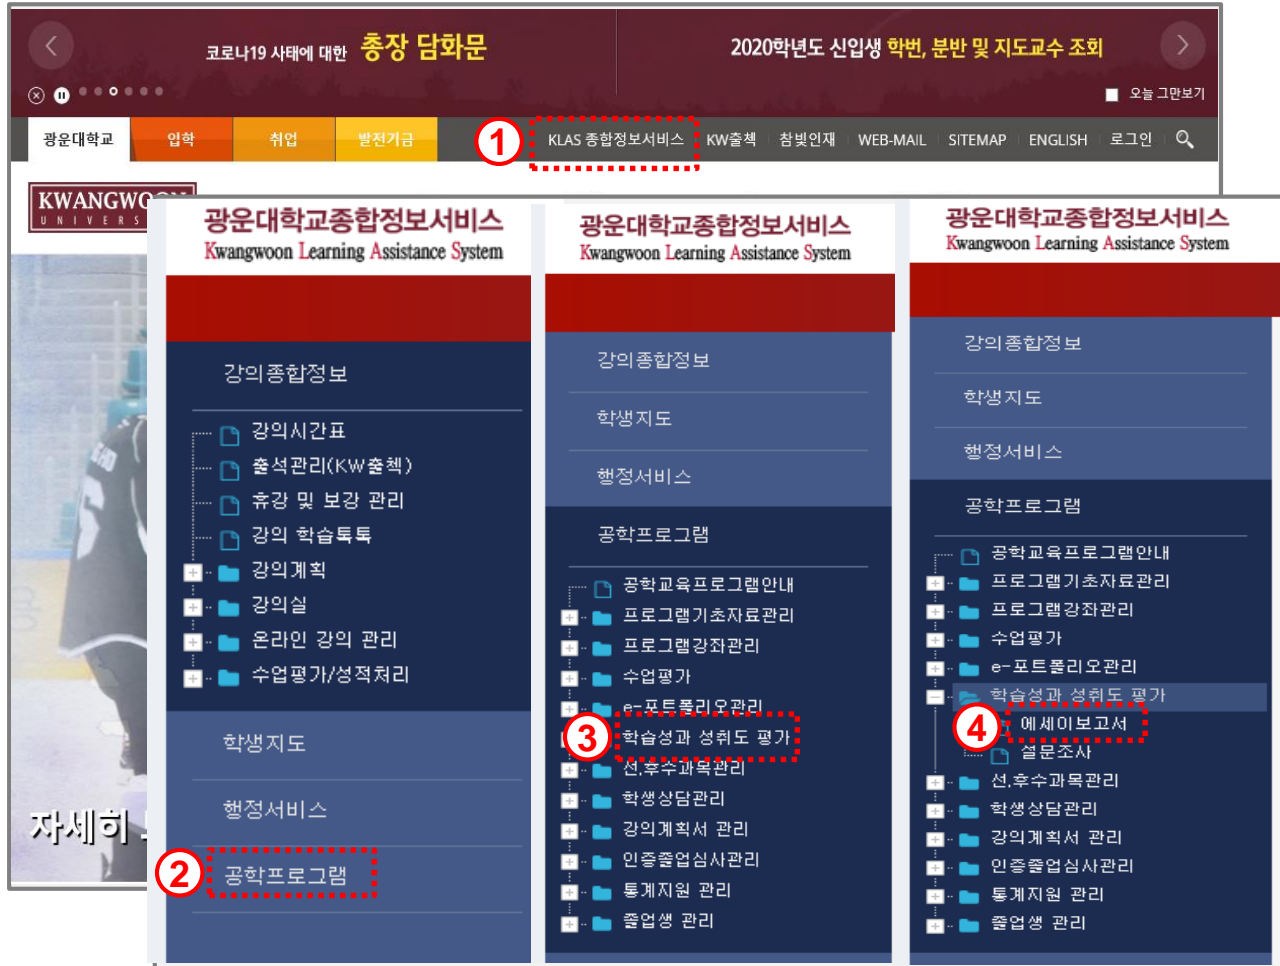 코로나19 사태에 대한 총장 담화문
2020학년도 신입생 학번, 분반 및 지도교수 조회
오늘 그만보기
광운대학교 입학 취업 발전기금 1 KLAS 종합정보서비스 KW출첵 참빛인재 WEB-MAIL SITEMAP ENGLISH 로그인
KWANGWOON
UNIVERS
자세히
광운대학교종합정보서비스
Kwangwoon Learning Assistance System
강의종합정보
강의시간표
출석관리(KW출첵)
휴강 및 보강 관리
강의 학습톡톡
강의계획
강의실
온라인 강의 관리
수업평가/성적처리
학생지도
행정서비스
2 공학프로그램
광운대학교종합정보서비스
Kwangwoon Learning Assistance System
강의종합정보
학생지도
행정서비스
공학프로그램
공학교육프로그램안내
프로그램기초자료관리
프로그램강좌관리
수업평가
e-포트폴리오관리
3 학습성과 성취도 평가
선,후수과목관리
학생상담관리
강의계획서 관리
인증졸업심사관리
통계지원 관리
졸업생 관리
광운대학교종합정보서비스
Kwangwoon Learning Assistance System
강의종합정보
학생지도
행정서비스
공학프로그램
공학교육프로그램안내
프로그램기초자료관리
프로그램강좌관리
수업평가
e-포트폴리오관리
학습성과 성취도 평가
4 에세이보고서
설문조사
선,후수과목관리
학생상담관리
강의계획서 관리
인증졸업심사관리
통계지원 관리
졸업생 관리